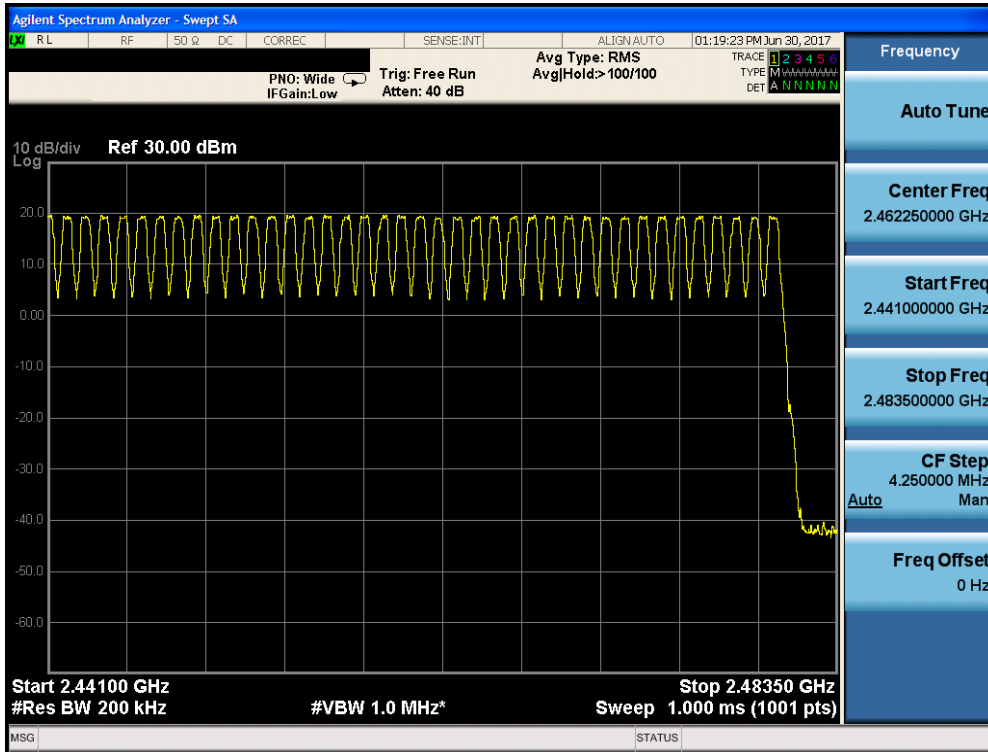 Agilent Spectrum Analyzer - Swept SA
LXI RL RF 50 Ω DC CORREC SENSE:INT ALIGN AUTO 01:19:23 PM Jun 30, 2017
Frequency
Avg Type: RMS TRACE 1 2 3 4 5 6
PNO: Wide Trig: Free Run Avg|Hold:>100/100 TYPE M WWWWW
IFGain:Low Atten: 40 dB DET A N N N N N
Auto Tune
10 dB/div Ref 30.00 dBm
Log
20.0
10.0
0.00
-10.0
-20.0
-30.0
-40.0
-50.0
-60.0
Center Freq
2.462250000 GHz
Start Freq
2.441000000 GHz
Stop Freq
2.483500000 GHz
CF Step
4.250000 MHz
Auto Man
Freq Offset
0 Hz
Start 2.44100 GHz Stop 2.48350 GHz
#Res BW 200 kHz #VBW 1.0 MHz* Sweep 1.000 ms (1001 pts)
MSG STATUS